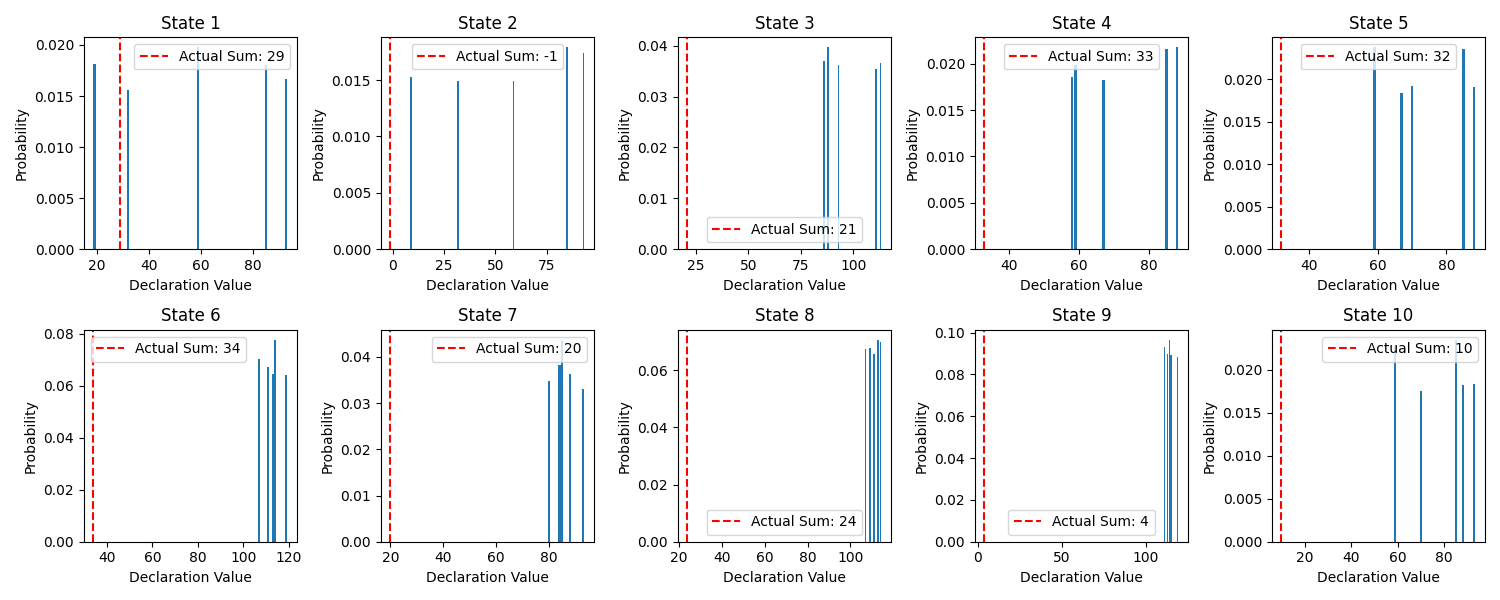 State 1
0.020
0.015
0.010
0.005
0.000
Probability
Actual Sum: 29
20 40 60 80
Declaration Value
State 2
0.015
0.010
0.005
0.000
Probability
Actual Sum: -1
0 25 50 75
Declaration Value
State 3
0.04
0.03
0.02
0.01
0.00
Probability
Actual Sum: 21
25 50 75 100
Declaration Value
State 4
0.020
0.015
0.010
0.005
0.000
Probability
Actual Sum: 33
40 60 80
Declaration Value
State 5
0.020
0.015
0.010
0.005
0.000
Probability
Actual Sum: 32
40 60 80
Declaration Value
State 6
0.08
0.06
0.04
0.02
0.00
Probability
Actual Sum: 34
40 60 80 100 120
Declaration Value
State 7
0.04
0.03
0.02
0.01
0.00
Probability
Actual Sum: 20
20 40 60 80
Declaration Value
State 8
0.06
0.04
0.02
0.00
Probability
Actual Sum: 24
20 40 60 80 100
Declaration Value
State 9
0.10
0.08
0.06
0.04
0.02
0.00
Probability
Actual Sum: 4
0 50 100
Declaration Value
State 10
0.020
0.015
0.010
0.005
0.000
Probability
Actual Sum: 10
20 40 60 80
Declaration Value